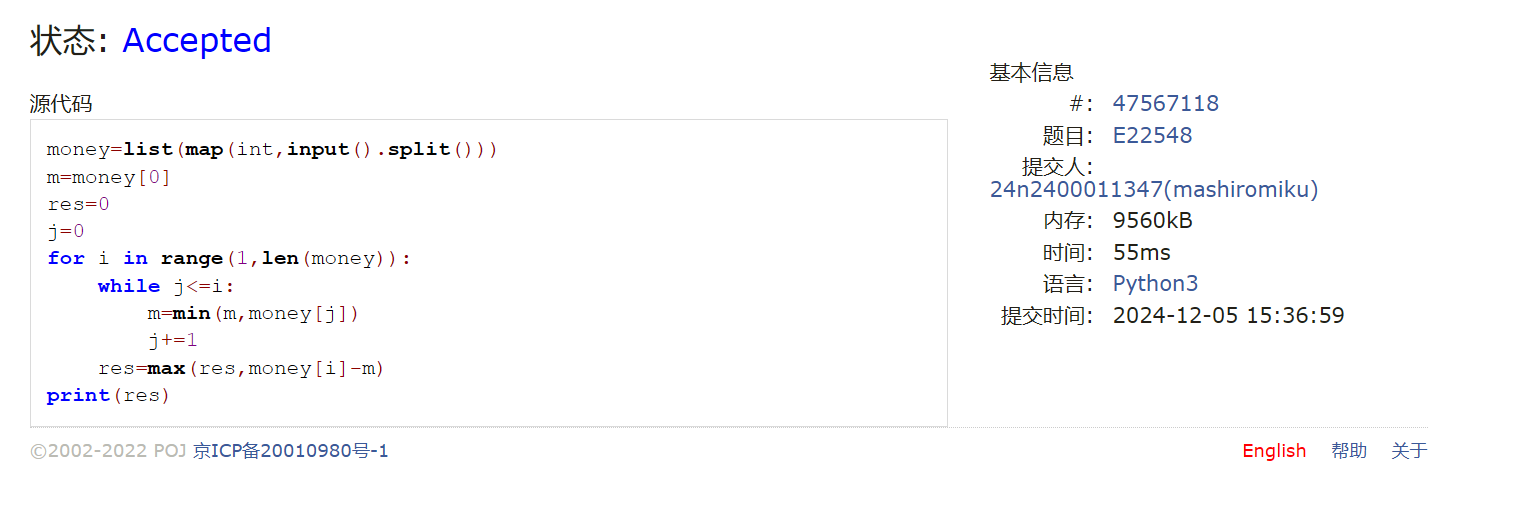 状态: Accepted
源代码
money=list(map(int,input().split()))
m=money[0]
res=0
j=0
for i in range(1,len(money)):
    while j<=i:
        m=min(m,money[j])
        j+=1
    res=max(res,money[i]-m)
print(res)
基本信息
#: 47567118
题目: E22548
提交人:
24n2400011347(mashiromiku)
内存: 9560kB
时间: 55ms
语言: Python3
提交时间: 2024-12-05 15:36:59
©2002-2022 POJ 京ICP备20010980号-1
English 帮助 关于